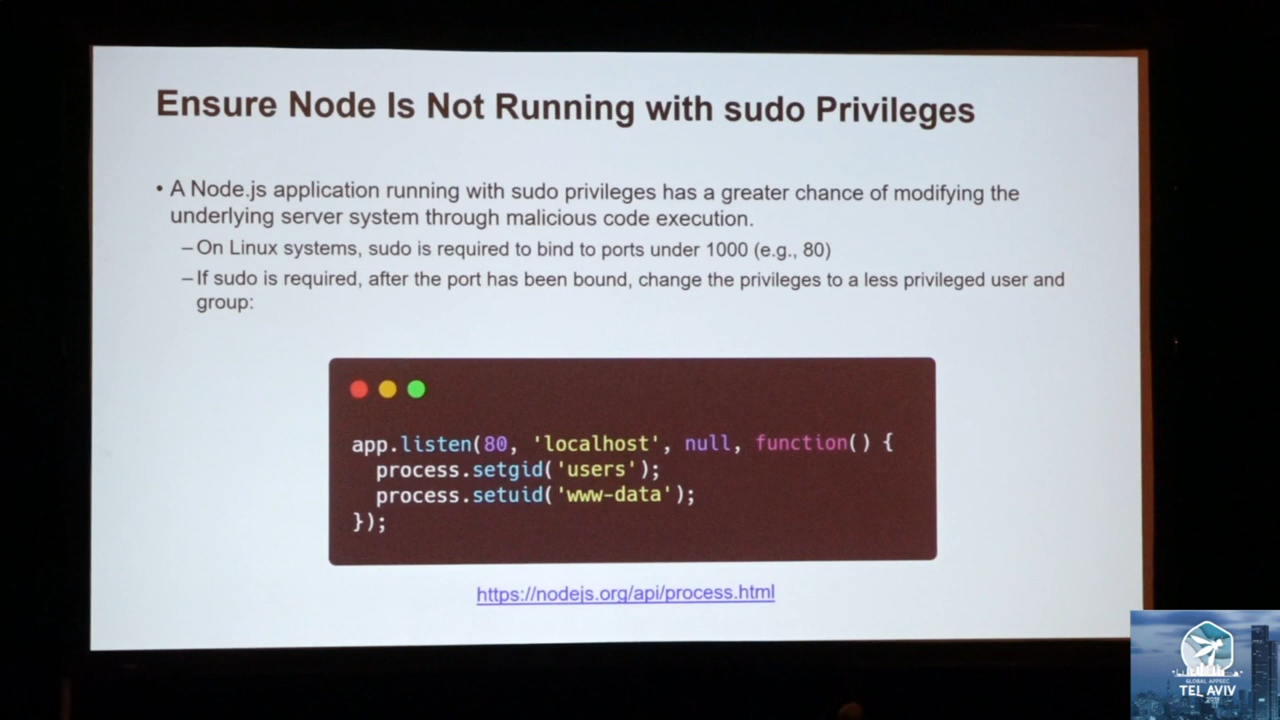 Ensure Node Is Not Running with sudo Privileges
• A Node.js application running with sudo privileges has a greater chance of modifying the
underlying server system through malicious code execution.
– On Linux systems, sudo is required to bind to ports under 1000 (e.g., 80)
– If sudo is required, after the port has been bound, change the privileges to a less privileged user and
group:
app.listen(80, 'localhost', null, function() {
process.setgid('users');
process.setuid('www-data');
});
https://nodejs.org/api/process.html
GLOBAL APPSEC
TEL AVIV